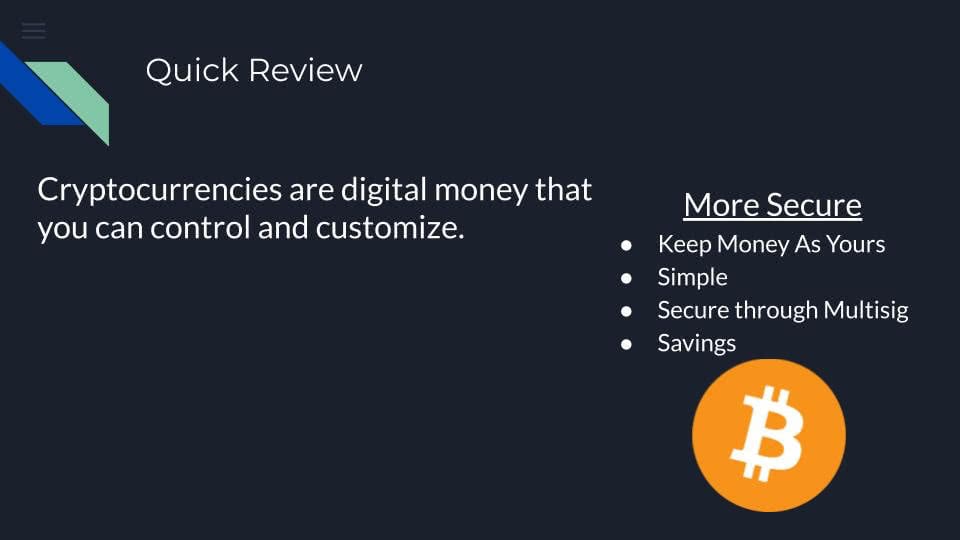 Quick Review
Cryptocurrencies are digital money that
you can control and customize.
More Secure
● Keep Money As Yours
● Simple
● Secure through Multisig
● Savings